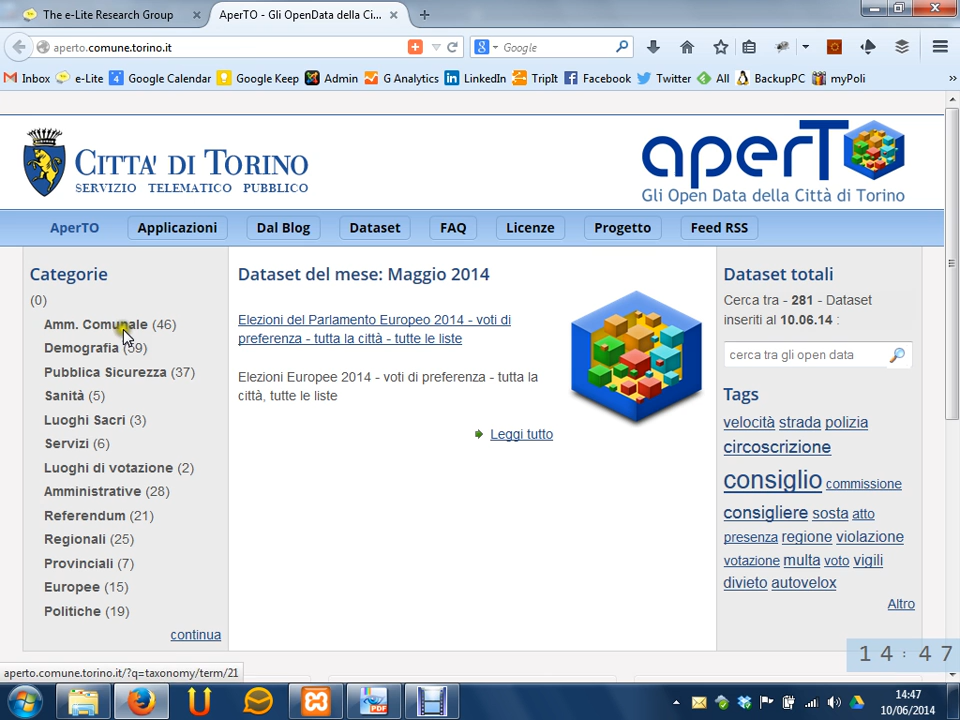 The e-Lite Research Group
AperTO - Gli OpenData della Ci...
aperto.comune.torino.it
Google
Inbox e-Lite Google Calendar Google Keep Admin G Analytics LinkedIn TripIt Facebook Twitter All BackupPC myPoli
CITTA' DI TORINO
SERVIZIO TELEMATICO PUBBLICO
aperTO
Gli Open Data della Città di Torino
AperTO Applicazioni Dal Blog Dataset FAQ Licenze Progetto Feed RSS
Categorie
(0)
Amm. Comunale (46)
Demografia (59)
Pubblica Sicurezza (37)
Sanità (5)
Luoghi Sacri (3)
Servizi (6)
Luoghi di votazione (2)
Amministrative (28)
Referendum (21)
Regionali (25)
Provinciali (7)
Europee (15)
Politiche (19)
continua
Dataset del mese: Maggio 2014
Elezioni del Parlamento Europeo 2014 - voti di
preferenza - tutta la città - tutte le liste
Elezioni Europee 2014 - voti di preferenza - tutta la
città, tutte le liste
Leggi tutto
Dataset totali
Cerca tra - 281 - Dataset
inseriti al 10.06.14 :
cerca tra gli open data
Tags
velocità strada polizia
circoscrizione
consiglio commissione
consigliere sosta atto
presenza regione violazione
votazione multa voto vigili
divieto autovelox
Altro
14:47
aperto.comune.torino.it/?q=taxonomy/term/21
PDF
14:47
10/06/2014